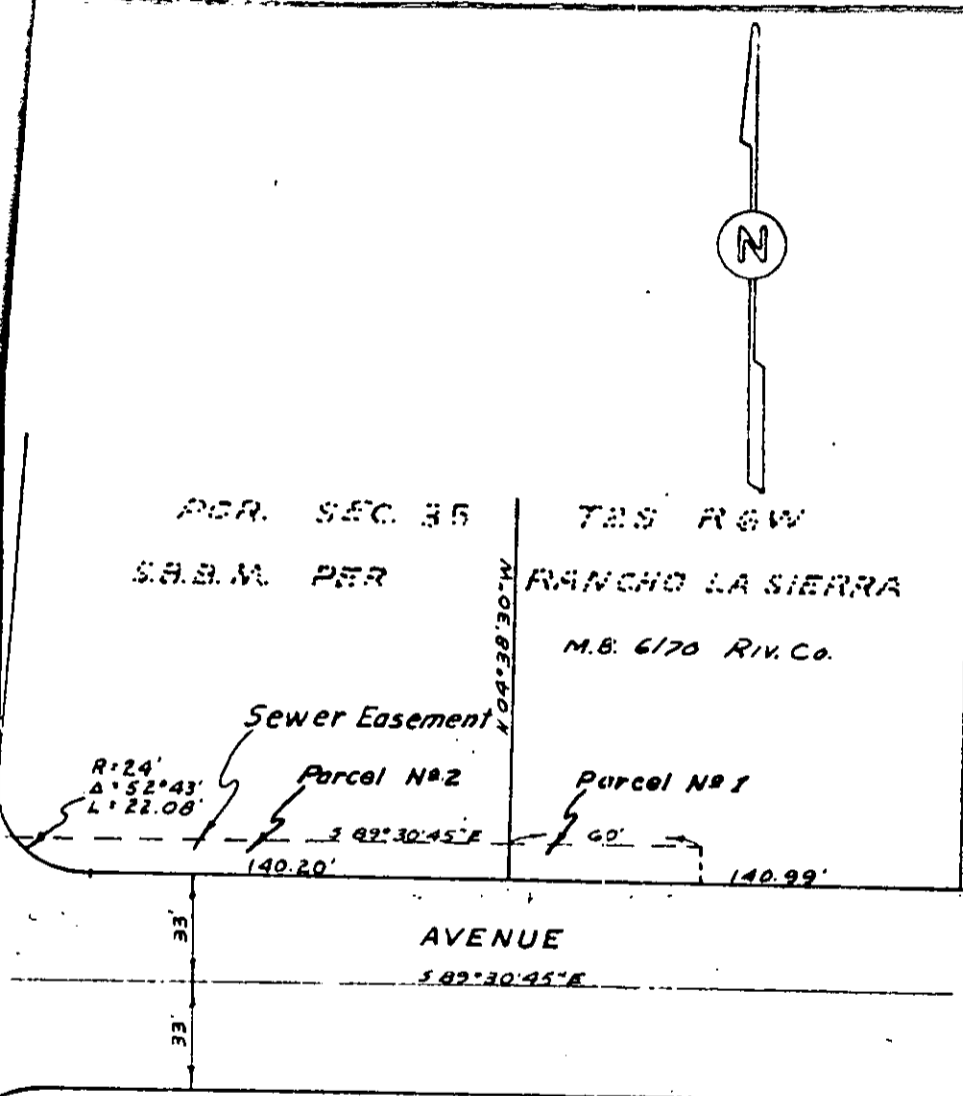 N
POR. SEC. 35 T2S R6W
S.B.B.M. PER RANCHO LA SIERRA
M.B. 6/70 RIV. CO.
N 04°38'30"W
Sewer Easement
R=24'
Δ=52°43'
L=22.08'
Parcel No 2
Parcel No 1
S 89°30'45"E
60'
140.20'
140.99'
33'
AVENUE
S 89°30'45"E
33'